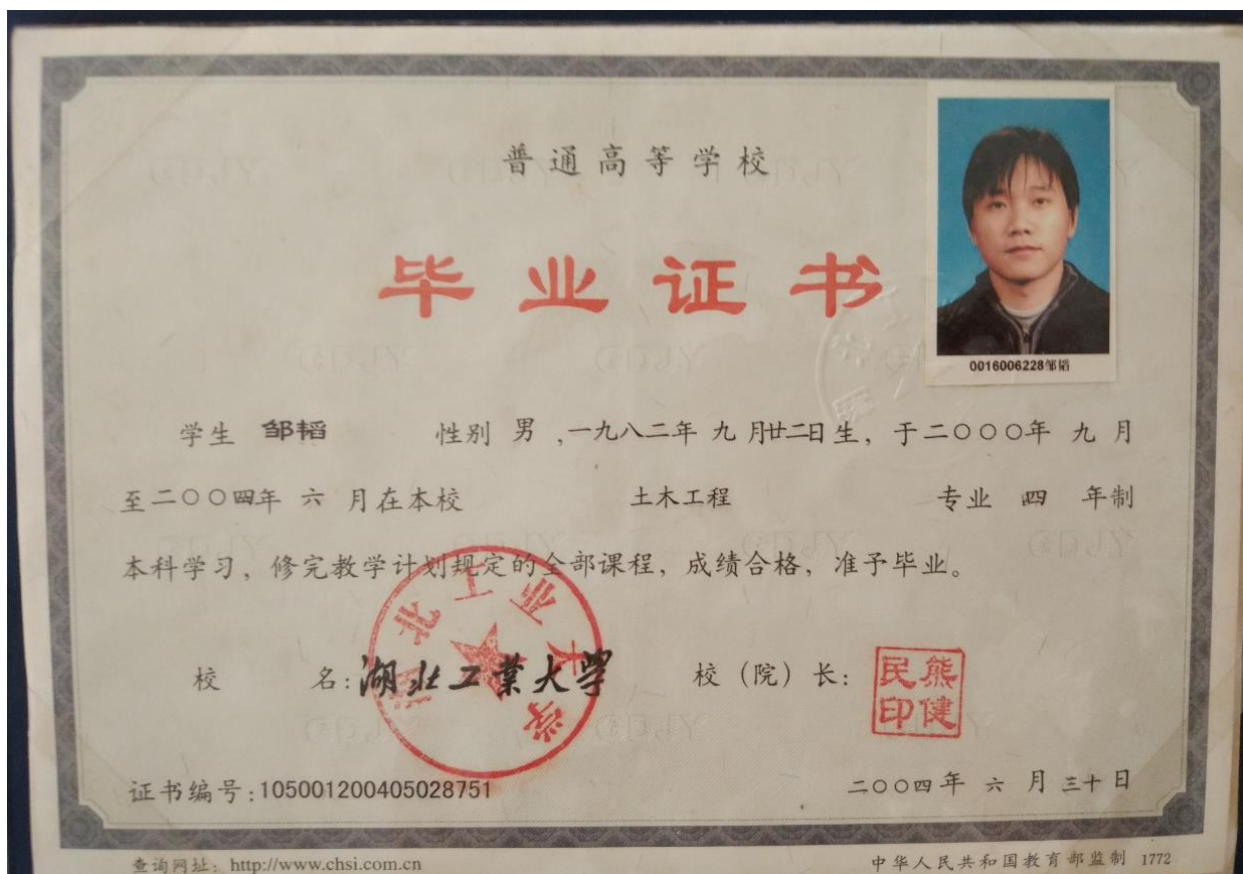 普通高等学校
毕业证书
0016006228邹韬
学生 邹韬 性别 男 ,一九八二年 九 月廿二日生，于二〇〇〇年 九 月
至二〇〇四年 六 月在本校 土木工程 专业 四 年制
本科学习，修完教学计划规定的全部课程，成绩合格，准予毕业。
湖北工业大学
校 名:湖北工業大學 校（院）长:
熊健民印
证书编号:105001200405028751 二〇〇四年 六 月 三十日
查询网址: http://www.chsi.com.cn 中华人民共和国教育部监制 1772